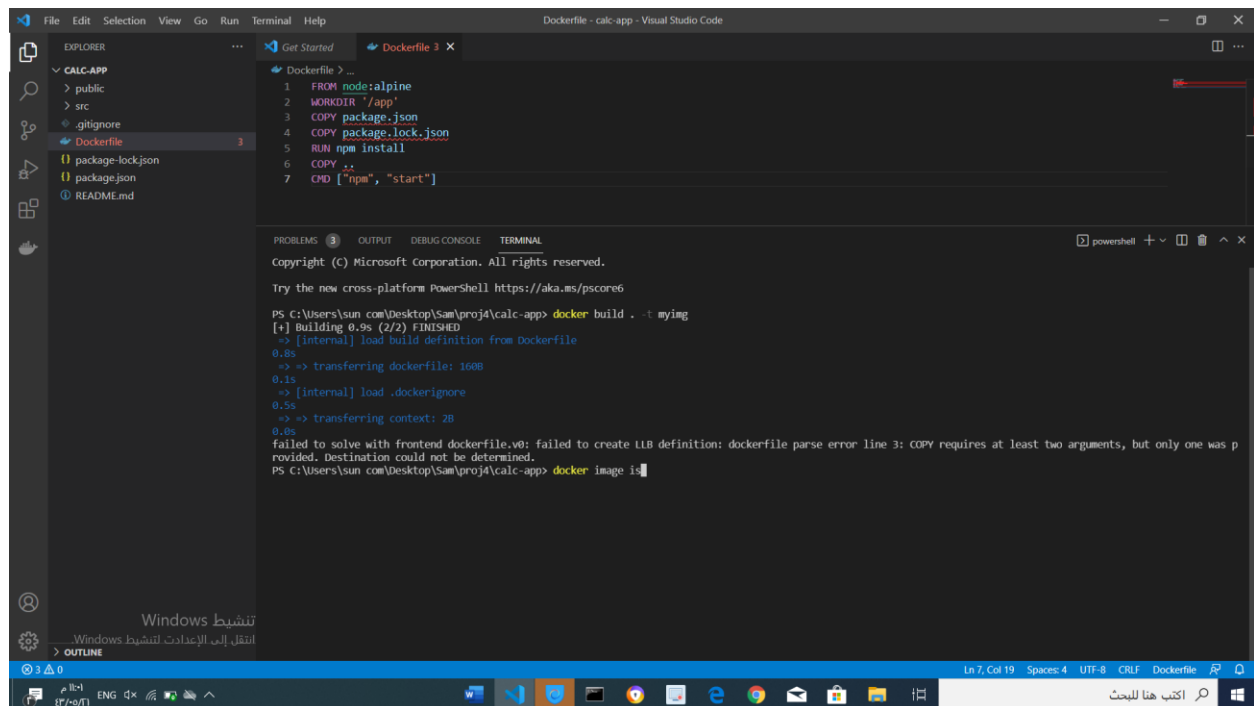 File Edit Selection View Go Run Terminal Help
Dockerfile - calc-app - Visual Studio Code
EXPLORER
CALC-APP
public
src
.gitignore
Dockerfile 3
package-lock.json
package.json
README.md
OUTLINE
Get Started Dockerfile 3
Dockerfile > ...
1 FROM node:alpine
2 WORKDIR '/app'
3 COPY package.json
4 COPY package.lock.json
5 RUN npm install
6 COPY ..
7 CMD ["npm", "start"]
PROBLEMS 3 OUTPUT DEBUG CONSOLE TERMINAL
powershell
Copyright (C) Microsoft Corporation. All rights reserved.
Try the new cross-platform PowerShell https://aka.ms/pscore6
PS C:\Users\sun com\Desktop\Sam\proj4\calc-app> docker build . -t myimg
[+] Building 0.9s (2/2) FINISHED
=> [internal] load build definition from Dockerfile
0.8s
=> => transferring dockerfile: 160B
0.1s
=> [internal] load .dockerignore
0.5s
=> => transferring context: 2B
0.0s
failed to solve with frontend dockerfile.v0: failed to create LLB definition: dockerfile parse error line 3: COPY requires at least two arguments, but only one was p
rovided. Destination could not be determined.
PS C:\Users\sun com\Desktop\Sam\proj4\calc-app> docker image is
تنشيط Windows
انتقل إلى الإعدادات لتنشيط Windows.
3 0
Ln 7, Col 19 Spaces: 4 UTF-8 CRLF Dockerfile
ENG
اكتب هنا للبحث